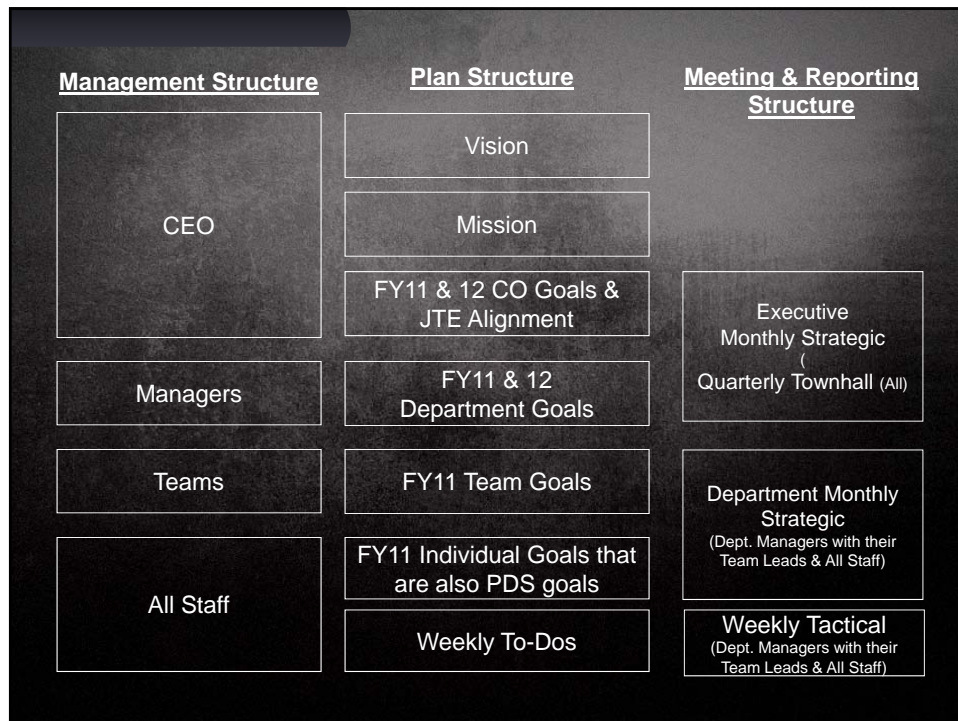 Management Structure
Plan Structure
Meeting & Reporting
Structure
CEO
Managers
Teams
All Staff
Vision
Mission
FY11 & 12 CO Goals &
JTE Alignment
FY11 & 12
Department Goals
FY11 Team Goals
FY11 Individual Goals that
are also PDS goals
Weekly To-Dos
Executive
Monthly Strategic
(
Quarterly Townhall (All)
Department Monthly
Strategic
(Dept. Managers with their
Team Leads & All Staff)
Weekly Tactical
(Dept. Managers with their
Team Leads & All Staff)